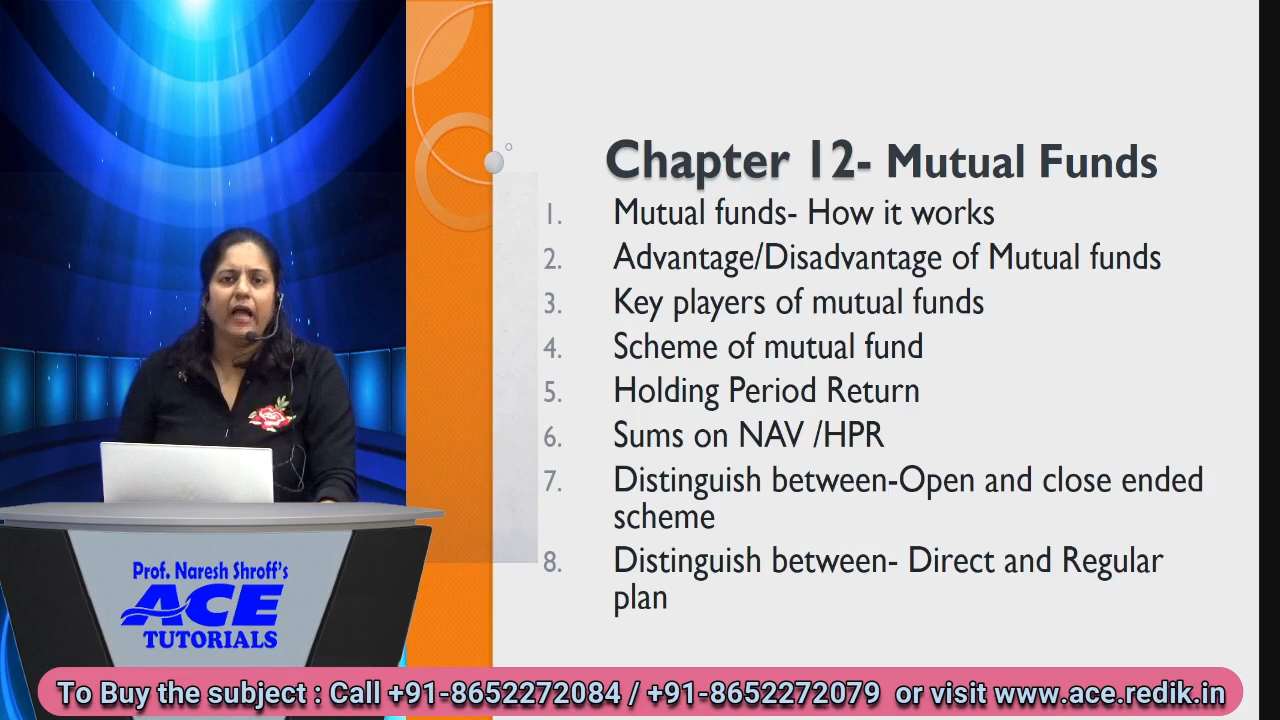 Chapter 12- Mutual Funds
1. Mutual funds- How it works
2. Advantage/Disadvantage of Mutual funds
3. Key players of mutual funds
4. Scheme of mutual fund
5. Holding Period Return
6. Sums on NAV /HPR
7. Distinguish between-Open and close ended
scheme
8. Distinguish between- Direct and Regular
plan
Prof. Naresh Shroff's
ACE
TUTORIALS
To Buy the subject : Call +91-8652272084 / +91-8652272079 or visit www.ace.redik.in